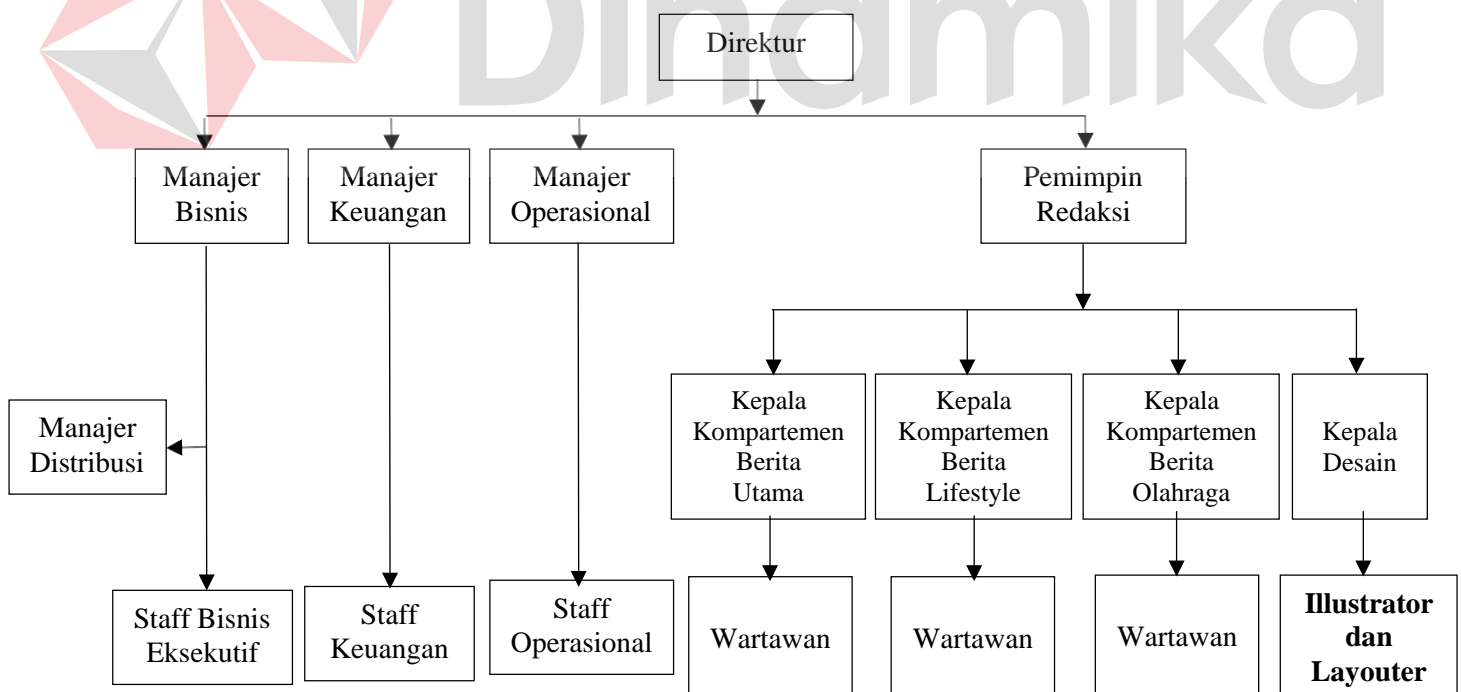 Dinamika
Direktur
Manajer
Bisnis
Manajer
Keuangan
Manajer
Operasional
Pemimpin
Redaksi
Manajer
Distribusi
Kepala
Kompartemen
Berita
Utama
Kepala
Kompartemen
Berita
Lifestyle
Kepala
Kompartemen
Berita
Olahraga
Kepala
Desain
Staff Bisnis
Eksekutif
Staff
Keuangan
Staff
Operasional
Wartawan
Wartawan
Wartawan
Illustrator
dan
Layouter